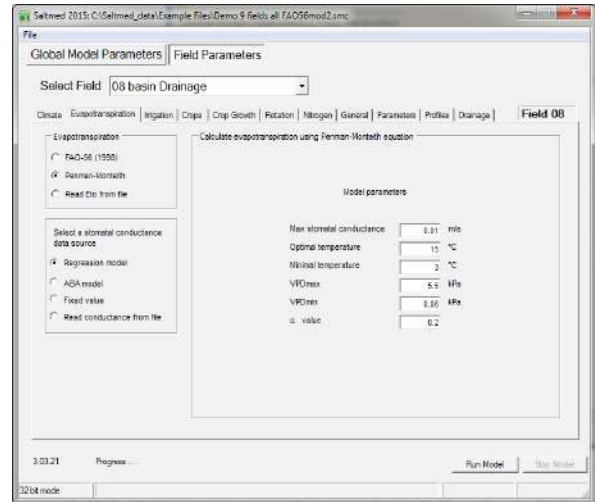 Saltmed 2015: C:\Saltmed_data\Example Files\Demo 9 fields all FAO56mod2.smc
File
Global Model Parameters Field Parameters
Select Field 08 basin Drainage
Climate Evapotranspiration Irrigation Crops Crop Growth Rotation Nitrogen General Parameters Profiles Drainage Field 08
Evapotranspiration
FAO-56 (1998)
Penman-Monteith
Read Eto from file
Select a stomatal conductance
data source
Regression model
ABA model
Fixed value
Read conductance from file
Calculate evapotranspiration using Penman-Monteith equation
Model parameters
Max stomatal conductance 0.01 m/s
Optimal temperature 15 °C
Minimal temperature 3 °C
VPDmax 5.5 kPa
VPDmin 0.06 kPa
α value 0.2
3.03.21 Progress.....
Run Model Stop Model
32 bit mode